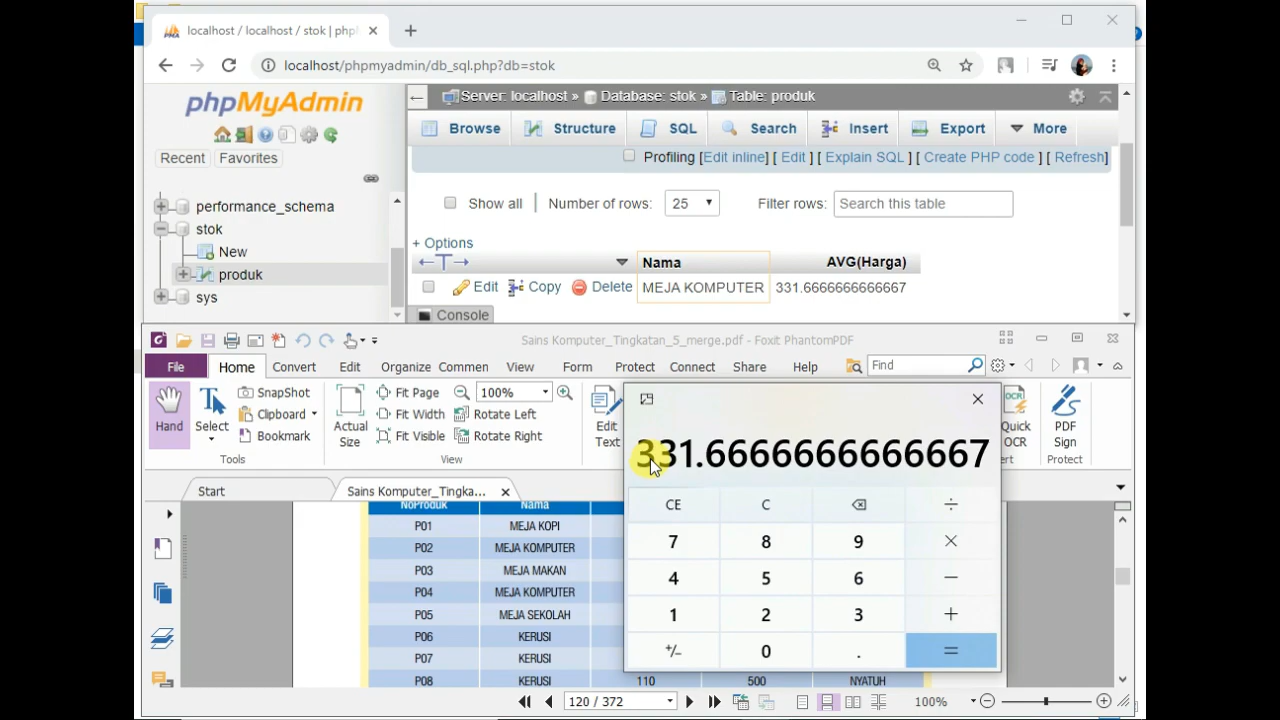 localhost / localhost / stok | php
localhost/phpmyadmin/db_sql.php?db=stok
phpMyAdmin
Recent Favorites
performance_schema
stok
New
produk
sys
Server: localhost » Database: stok » Table: produk
Browse Structure SQL Search Insert Export More
Profiling [Edit inline] [ Edit ] [ Explain SQL ] [ Create PHP code ] [ Refresh]
Show all Number of rows: 25 Filter rows: Search this table
+ Options
Nama AVG(Harga)
Edit Copy Delete MEJA KOMPUTER 331.6666666666667
Console
Sains Komputer_Tingkatan_5_merge.pdf - Foxit PhantomPDF
File Home Convert Edit Organize Commen View Form Protect Connect Share Help Find
Hand
Select
SnapShot
Clipboard
Bookmark
Tools
Actual
Size
Fit Page
Fit Width
Fit Visible
100%
Rotate Left
Rotate Right
View
Edit
Text
Quick
OCR
PDF
Sign
Protect
Start Sains Komputer_Tingka...
331.6666666666667
CE C ⌫ ÷
7 8 9 ×
4 5 6 −
1 2 3 +
+/− 0 . =
NoProduk Nama
P01 MEJA KOPI
P02 MEJA KOMPUTER
P03 MEJA MAKAN
P04 MEJA KOMPUTER
P05 MEJA SEKOLAH
P06 KERUSI
P07 KERUSI
P08 KERUSI 110 500 NYATUH
120 / 372 100%